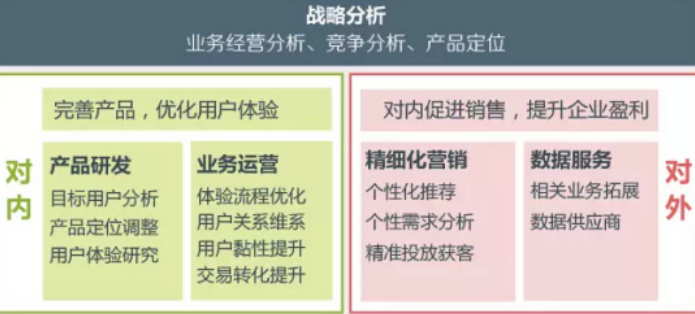 战略分析
业务经营分析、竞争分析、产品定位
对内
完善产品，优化用户体验
产品研发
目标用户分析
产品定位调整
用户体验研究
业务运营
体验流程优化
用户关系维系
用户黏性提升
交易转化提升
对内促进销售，提升企业盈利
精细化营销
个性化推荐
个性需求分析
精准投放获客
数据服务
相关业务拓展
数据供应商
对外